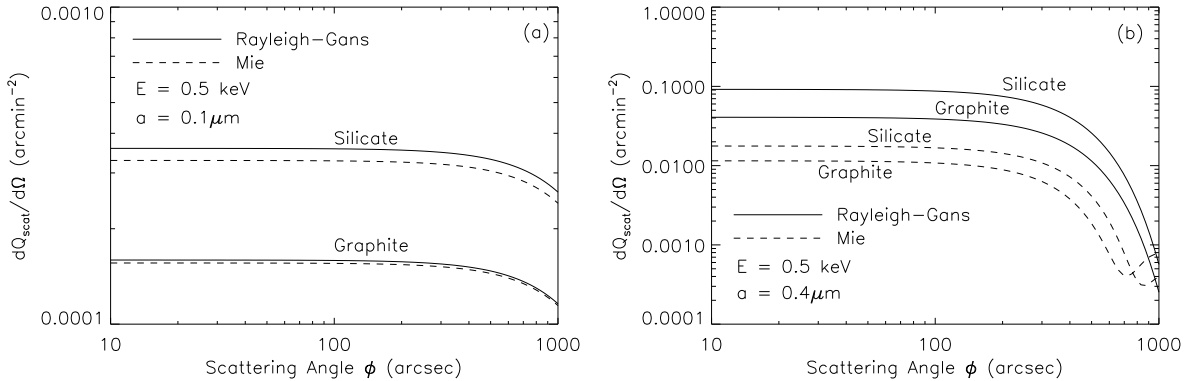 0.0010
(a)
Rayleigh-Gans
Mie
E = 0.5 keV
a = 0.1μm
Silicate
Graphite
dQscat/dΩ (arcmin⁻²)
0.0001
10 100 1000
Scattering Angle ϕ (arcsec)
1.0000
(b)
0.1000
0.0100
0.0010
0.0001
Silicate
Graphite
Silicate
Graphite
Rayleigh-Gans
Mie
E = 0.5 keV
a = 0.4μm
dQscat/dΩ (arcmin⁻²)
10 100 1000
Scattering Angle ϕ (arcsec)